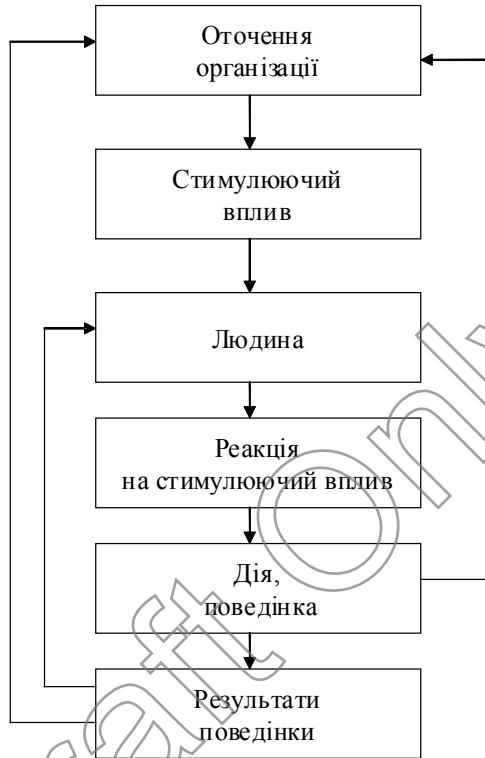 Оточення
організації
Стимулюючий
вплив
Людина
Реакція
на стимулюючий вплив
Дія,
поведінка
Результати
поведінки